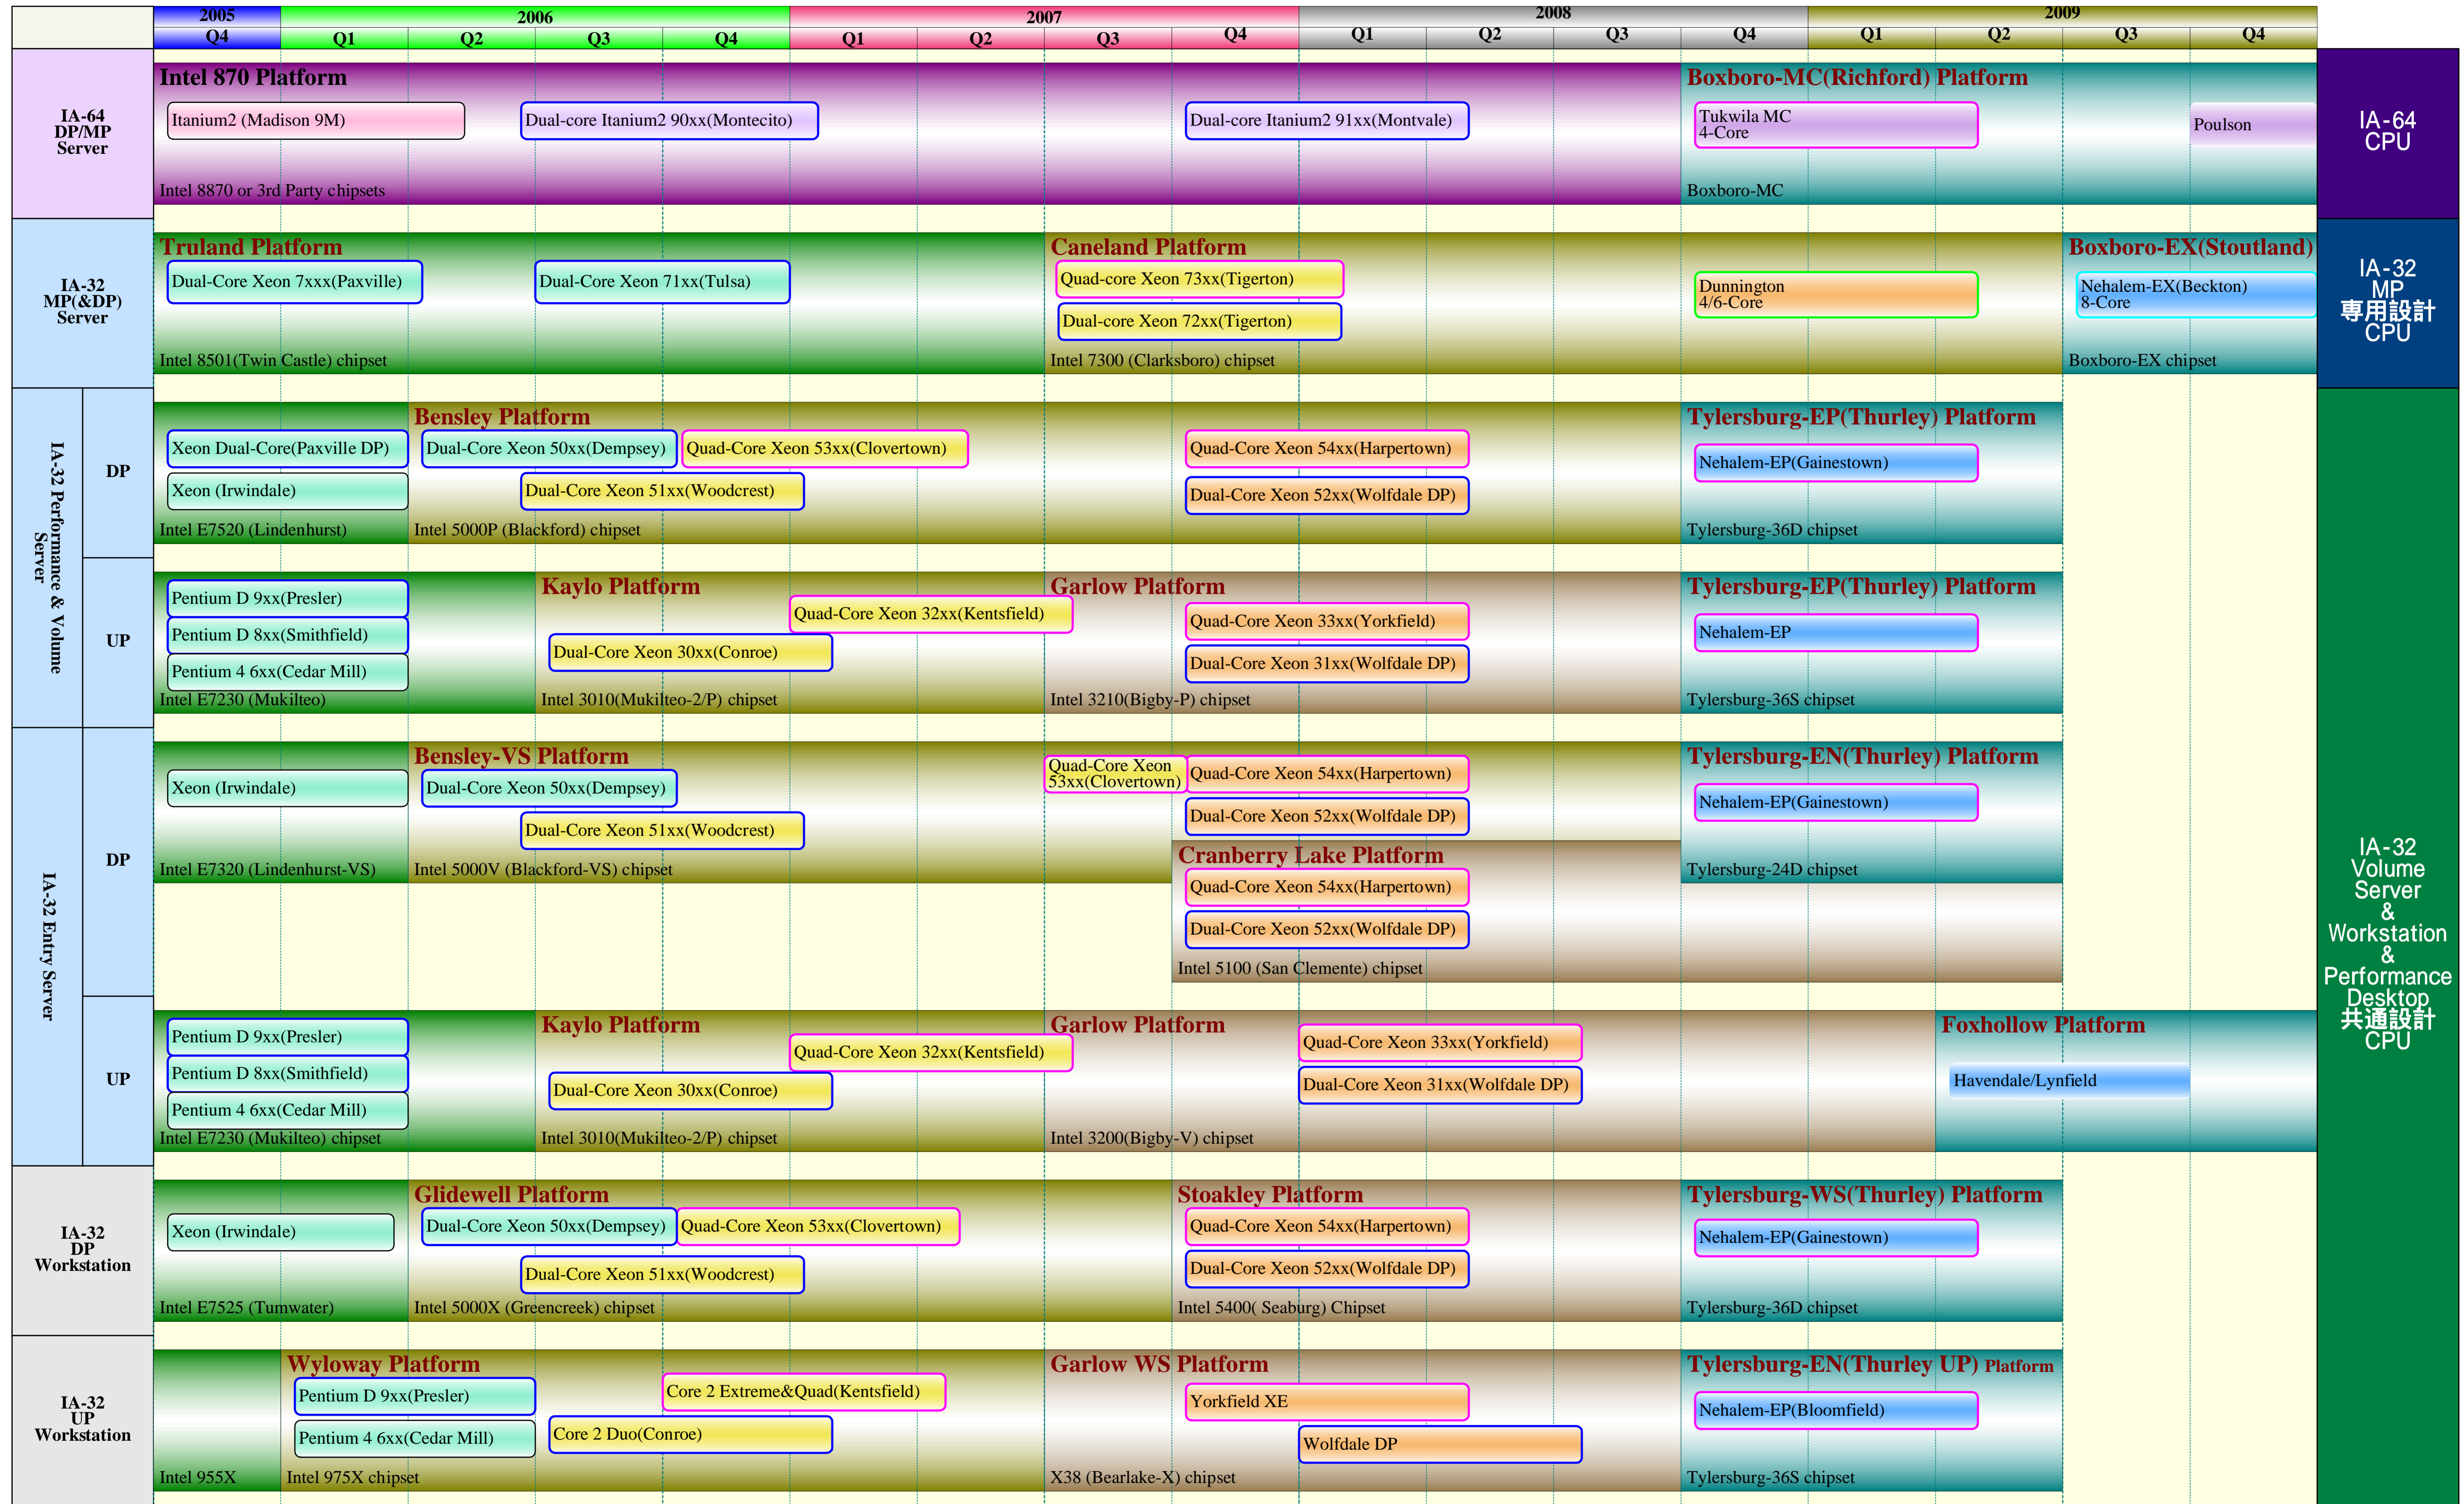 2005
2006
2007
2008
2009
Q4
Q1
Q2
Q3
Q4
Q1
Q2
Q3
Q4
Q1
Q2
Q3
Q4
Q1
Q2
Q3
Q4
IA-64
DP/MP
Server
Intel 870 Platform
Itanium2 (Madison 9M)
Dual-core Itanium2 90xx(Montecito)
Dual-core Itanium2 91xx(Montvale)
Intel 8870 or 3rd Party chipsets
Boxboro-MC(Richford) Platform
Tukwila MC
4-Core
Poulson
Boxboro-MC
IA-64
CPU
IA-32
MP(&DP)
Server
Truland Platform
Dual-Core Xeon 7xxx(Paxville)
Dual-Core Xeon 71xx(Tulsa)
Intel 8501(Twin Castle) chipset
Caneland Platform
Quad-core Xeon 73xx(Tigerton)
Dual-core Xeon 72xx(Tigerton)
Dunnington
4/6-Core
Intel 7300 (Clarksboro) chipset
Boxboro-EX(Stoutland)
Nehalem-EX(Beckton)
8-Core
Boxboro-EX chipset
IA-32
MP
専用設計
CPU
IA-32 Performance & Volume
Server
DP
Xeon Dual-Core(Paxville DP)
Xeon (Irwindale)
Intel E7520 (Lindenhurst)
Bensley Platform
Dual-Core Xeon 50xx(Dempsey)
Quad-Core Xeon 53xx(Clovertown)
Dual-Core Xeon 51xx(Woodcrest)
Quad-Core Xeon 54xx(Harpertown)
Dual-Core Xeon 52xx(Wolfdale DP)
Intel 5000P (Blackford) chipset
Tylersburg-EP(Thurley) Platform
Nehalem-EP(Gainestown)
Tylersburg-36D chipset
UP
Pentium D 9xx(Presler)
Pentium D 8xx(Smithfield)
Pentium 4 6xx(Cedar Mill)
Intel E7230 (Mukilteo)
Kaylo Platform
Quad-Core Xeon 32xx(Kentsfield)
Dual-Core Xeon 30xx(Conroe)
Intel 3010(Mukilteo-2/P) chipset
Garlow Platform
Quad-Core Xeon 33xx(Yorkfield)
Dual-Core Xeon 31xx(Wolfdale DP)
Intel 3210(Bigby-P) chipset
Tylersburg-EP(Thurley) Platform
Nehalem-EP
Tylersburg-36S chipset
IA-32 Entry Server
DP
Xeon (Irwindale)
Intel E7320 (Lindenhurst-VS)
Bensley-VS Platform
Dual-Core Xeon 50xx(Dempsey)
Dual-Core Xeon 51xx(Woodcrest)
Quad-Core Xeon
53xx(Clovertown)
Quad-Core Xeon 54xx(Harpertown)
Dual-Core Xeon 52xx(Wolfdale DP)
Intel 5000V (Blackford-VS) chipset
Cranberry Lake Platform
Quad-Core Xeon 54xx(Harpertown)
Dual-Core Xeon 52xx(Wolfdale DP)
Intel 5100 (San Clemente) chipset
Tylersburg-EN(Thurley) Platform
Nehalem-EP(Gainestown)
Tylersburg-24D chipset
UP
Pentium D 9xx(Presler)
Pentium D 8xx(Smithfield)
Pentium 4 6xx(Cedar Mill)
Intel E7230 (Mukilteo) chipset
Kaylo Platform
Quad-Core Xeon 32xx(Kentsfield)
Dual-Core Xeon 30xx(Conroe)
Intel 3010(Mukilteo-2/P) chipset
Garlow Platform
Quad-Core Xeon 33xx(Yorkfield)
Dual-Core Xeon 31xx(Wolfdale DP)
Intel 3200(Bigby-V) chipset
Foxhollow Platform
Havendale/Lynfield
IA-32
DP
Workstation
Xeon (Irwindale)
Intel E7525 (Tumwater)
Glidewell Platform
Dual-Core Xeon 50xx(Dempsey)
Quad-Core Xeon 53xx(Clovertown)
Dual-Core Xeon 51xx(Woodcrest)
Intel 5000X (Greencreek) chipset
Stoakley Platform
Quad-Core Xeon 54xx(Harpertown)
Dual-Core Xeon 52xx(Wolfdale DP)
Intel 5400( Seaburg) Chipset
Tylersburg-WS(Thurley) Platform
Nehalem-EP(Gainestown)
Tylersburg-36D chipset
IA-32
UP
Workstation
Intel 955X
Wyloway Platform
Pentium D 9xx(Presler)
Pentium 4 6xx(Cedar Mill)
Core 2 Extreme&Quad(Kentsfield)
Core 2 Duo(Conroe)
Intel 975X chipset
Garlow WS Platform
Yorkfield XE
Wolfdale DP
X38 (Bearlake-X) chipset
Tylersburg-EN(Thurley UP) Platform
Nehalem-EP(Bloomfield)
Tylersburg-36S chipset
IA-32
Volume
Server
&
Workstation
&
Performance
Desktop
共通設計
CPU